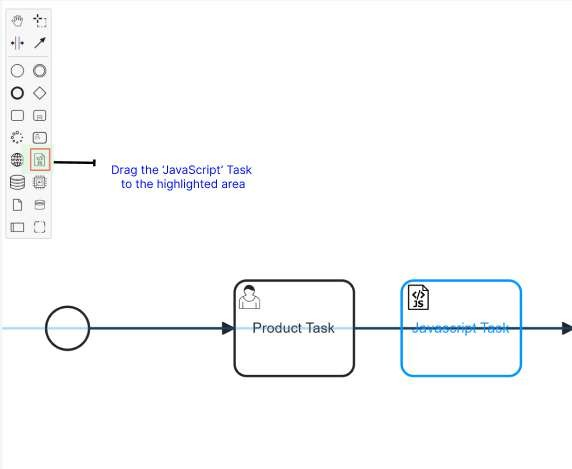 Drag the 'JavaScript' Task
to the highlighted area
Product Task
Javascript Task
JS